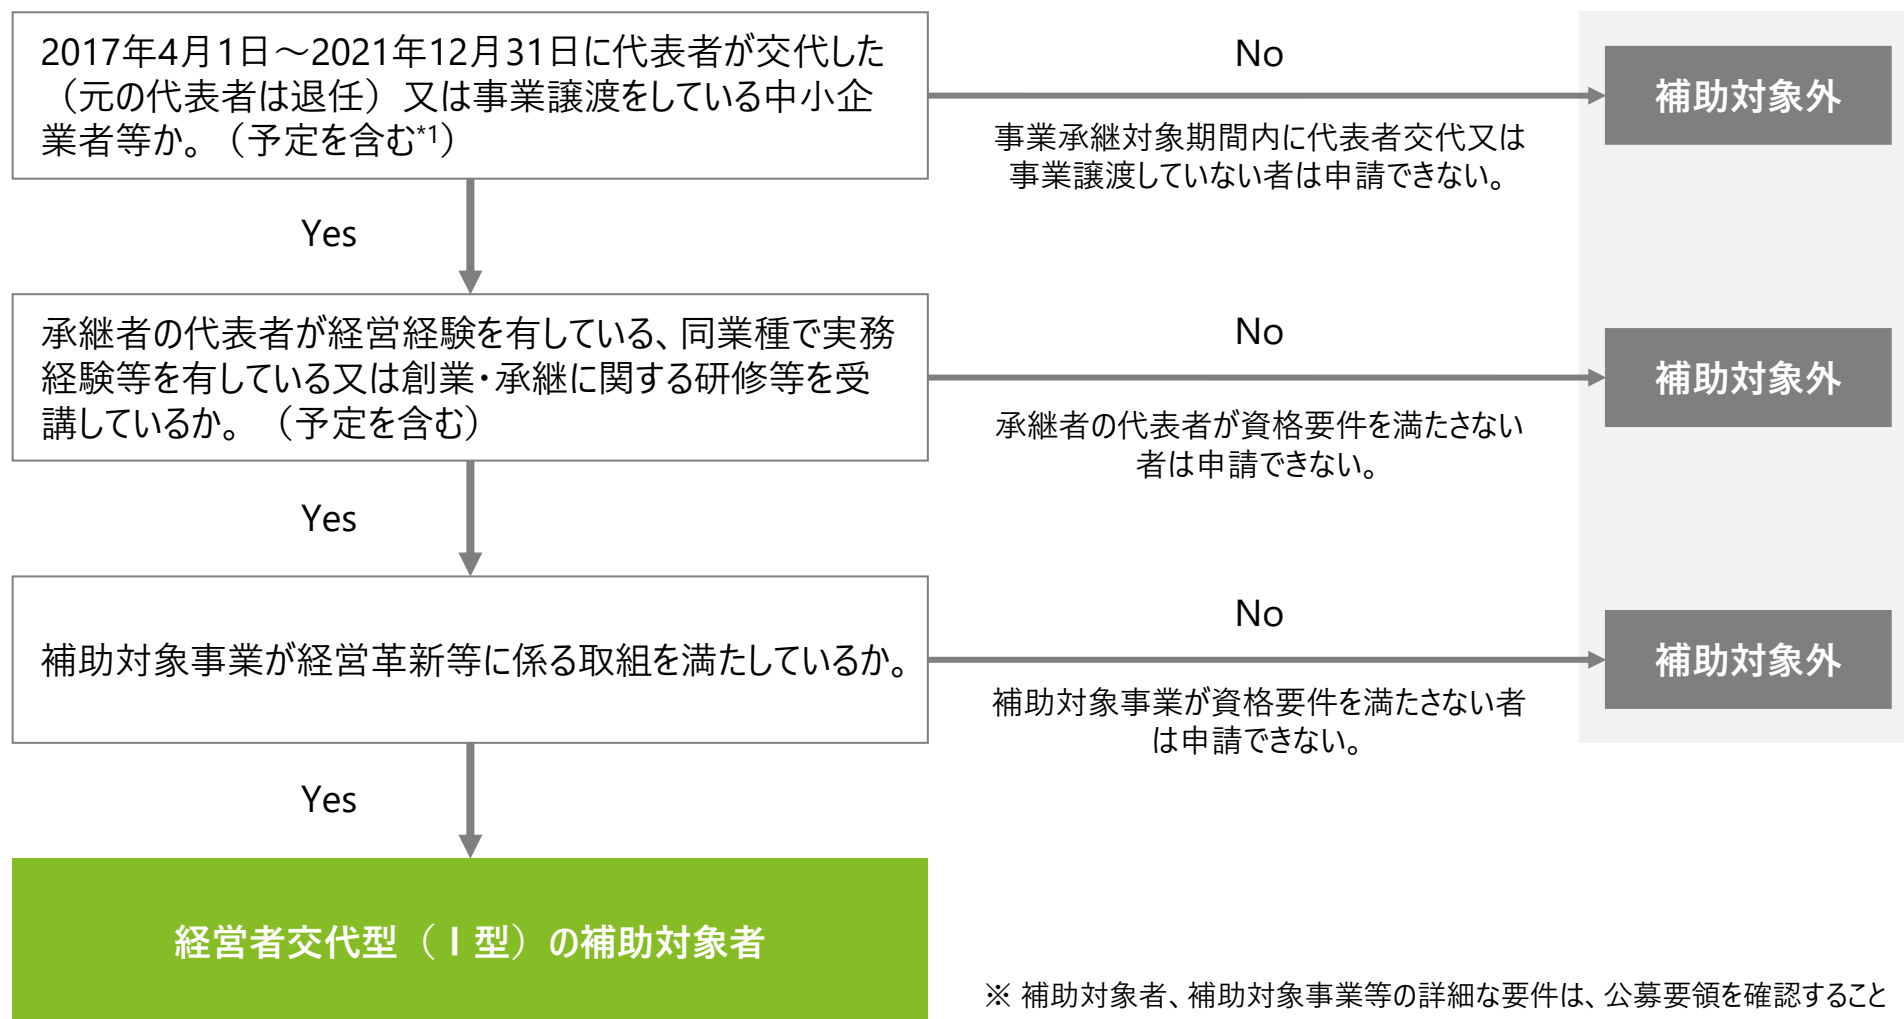 2017年4月1日～2021年12月31日に代表者が交代した
（元の代表者は退任）又は事業譲渡をしている中小企
業者等か。（予定を含む*1）
No
補助対象外
事業承継対象期間内に代表者交代又は
事業譲渡していない者は申請できない。
Yes
承継者の代表者が経営経験を有している、同業種で実務
経験等を有している又は創業・承継に関する研修等を受
講しているか。（予定を含む）
No
補助対象外
承継者の代表者が資格要件を満たさない
者は申請できない。
Yes
補助対象事業が経営革新等に係る取組を満たしているか。
No
補助対象外
補助対象事業が資格要件を満たさない者
は申請できない。
Yes
経営者交代型（Ⅰ型）の補助対象者
※ 補助対象者、補助対象事業等の詳細な要件は、公募要領を確認すること